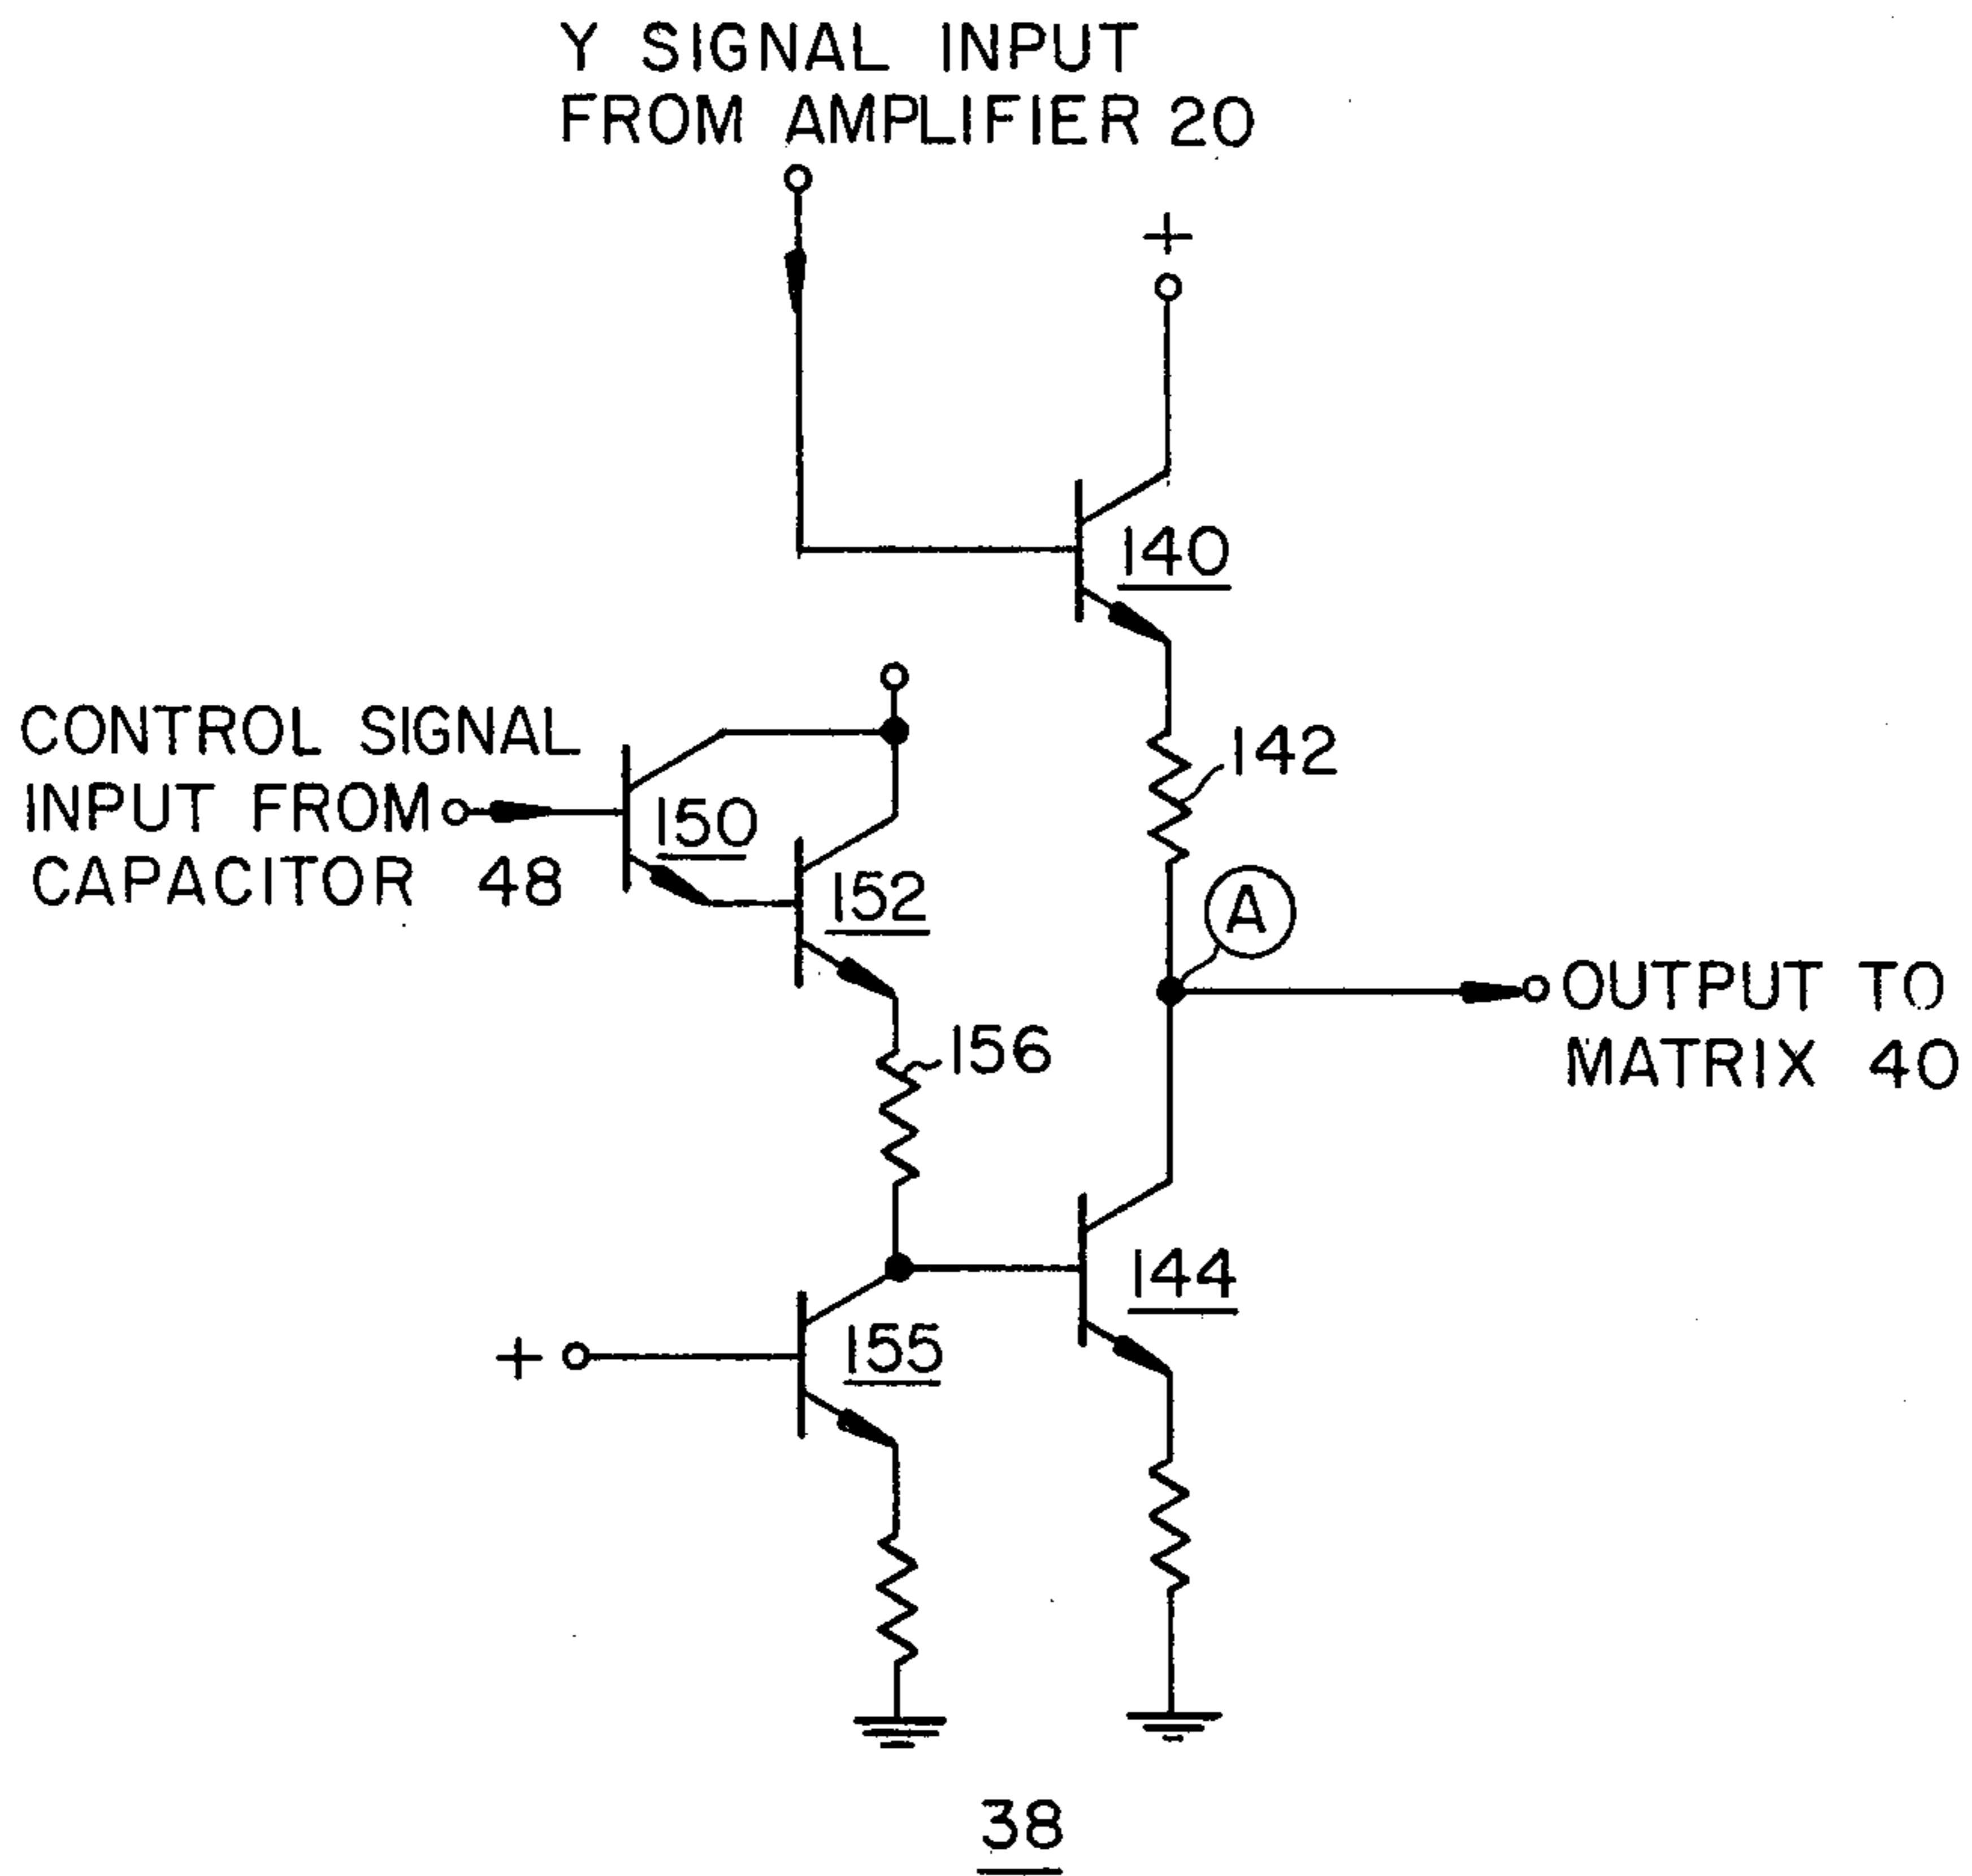 Y SIGNAL INPUT
FROM AMPLIFIER 20
+
140
CONTROL SIGNAL
INPUT FROM
CAPACITOR 48
150
142
152
A
OUTPUT TO
MATRIX 40
156
144
+
155
38